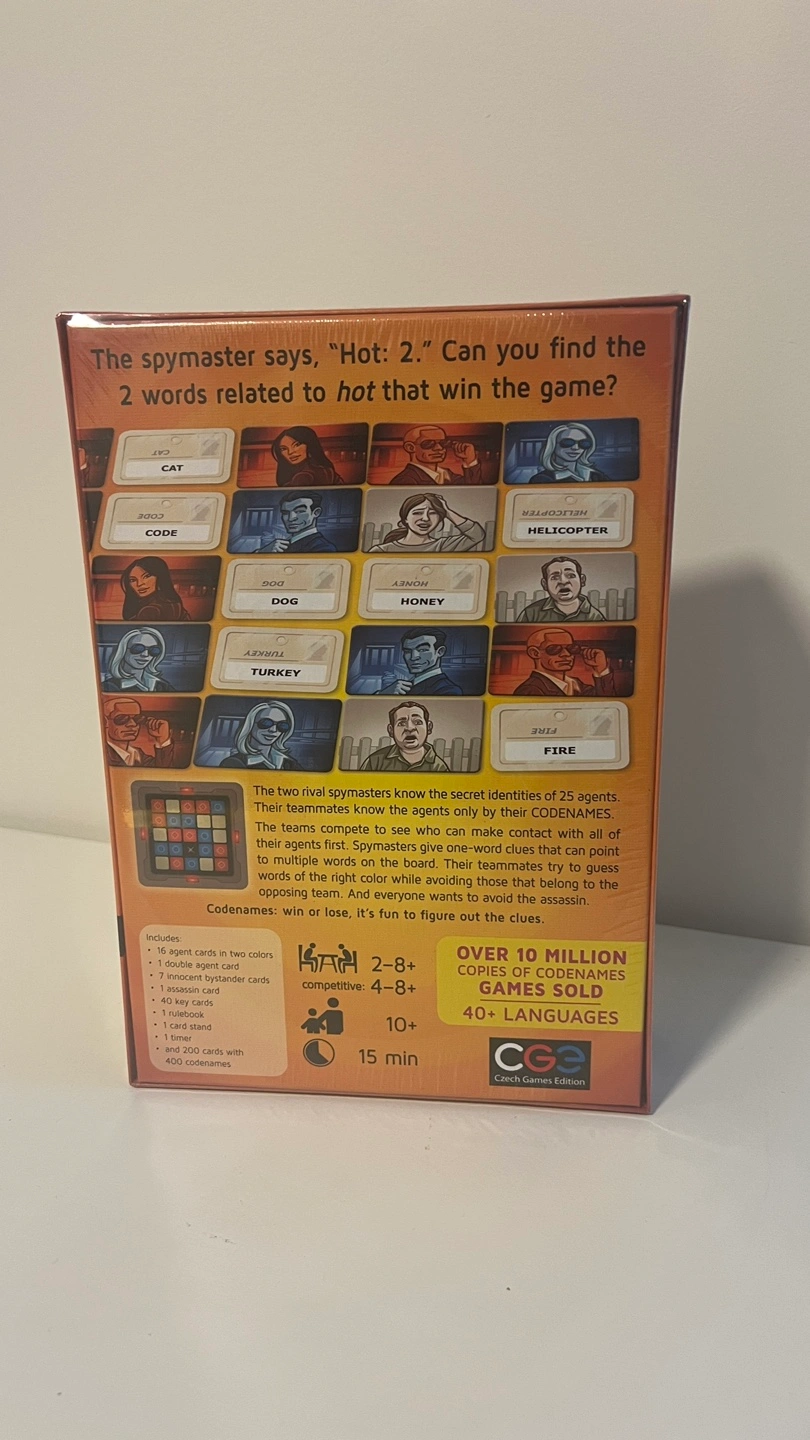 The spymaster says, “Hot: 2.” Can you find the
2 words related to hot that win the game?
CAT
CAT
CODE
CODE
HELICOPTER
HELICOPTER
DOG
DOG
HONEY
HONEY
TURKEY
TURKEY
FIRE
FIRE
The two rival spymasters know the secret identities of 25 agents.
Their teammates know the agents only by their CODENAMES.
The teams compete to see who can make contact with all of
their agents first. Spymasters give one-word clues that can point
to multiple words on the board. Their teammates try to guess
words of the right color while avoiding those that belong to the
opposing team. And everyone wants to avoid the assassin.
Codenames: win or lose, it’s fun to figure out the clues.
Includes:
• 16 agent cards in two colors
• 1 double agent card
• 7 innocent bystander cards
• 1 assassin card
• 40 key cards
• 1 rulebook
• 1 card stand
• 1 timer
• and 200 cards with
400 codenames
2–8+
competitive: 4–8+
10+
15 min
OVER 10 MILLION
COPIES OF CODENAMES
GAMES SOLD
40+ LANGUAGES
CGE
Czech Games Edition